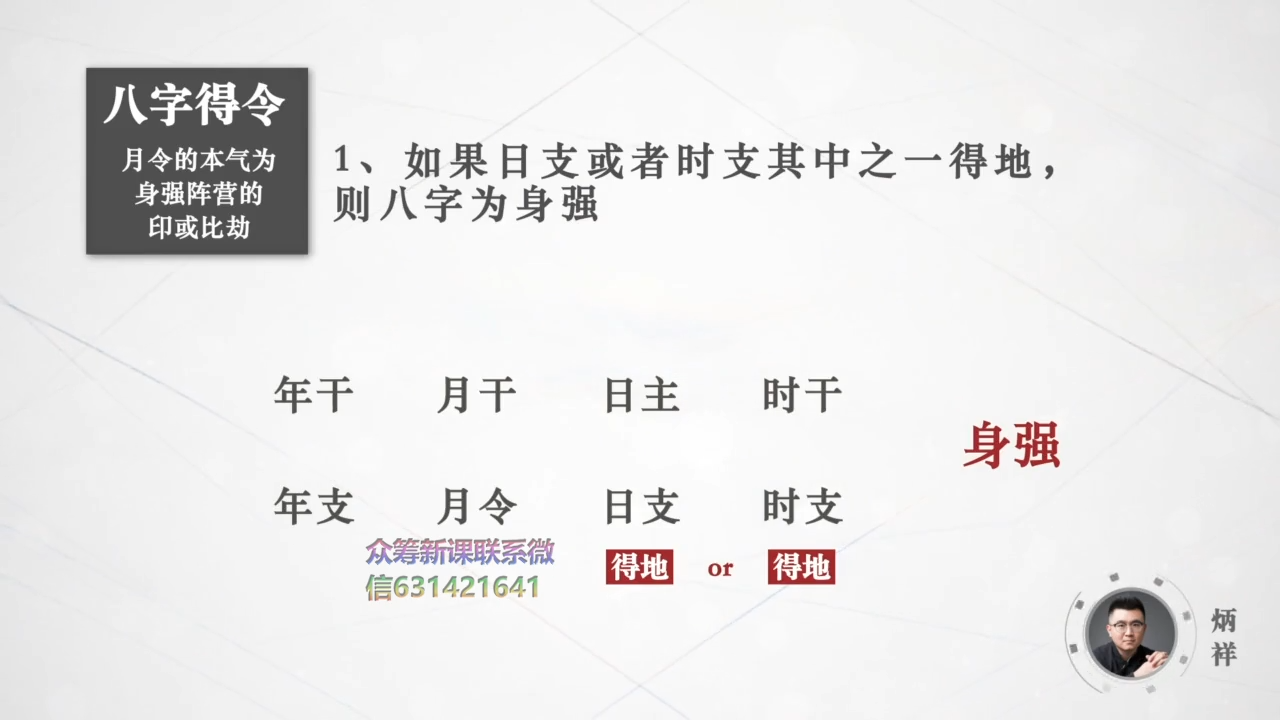 八字得令
月令的本气为
身强阵营的
印或比劫
1、如果日支或者时支其中之一得地，
则八字为身强
年干 月干 日主 时干
身强
年支 月令 日支 时支
众筹新课联系微
信631421641
得地 or 得地
炳
祥